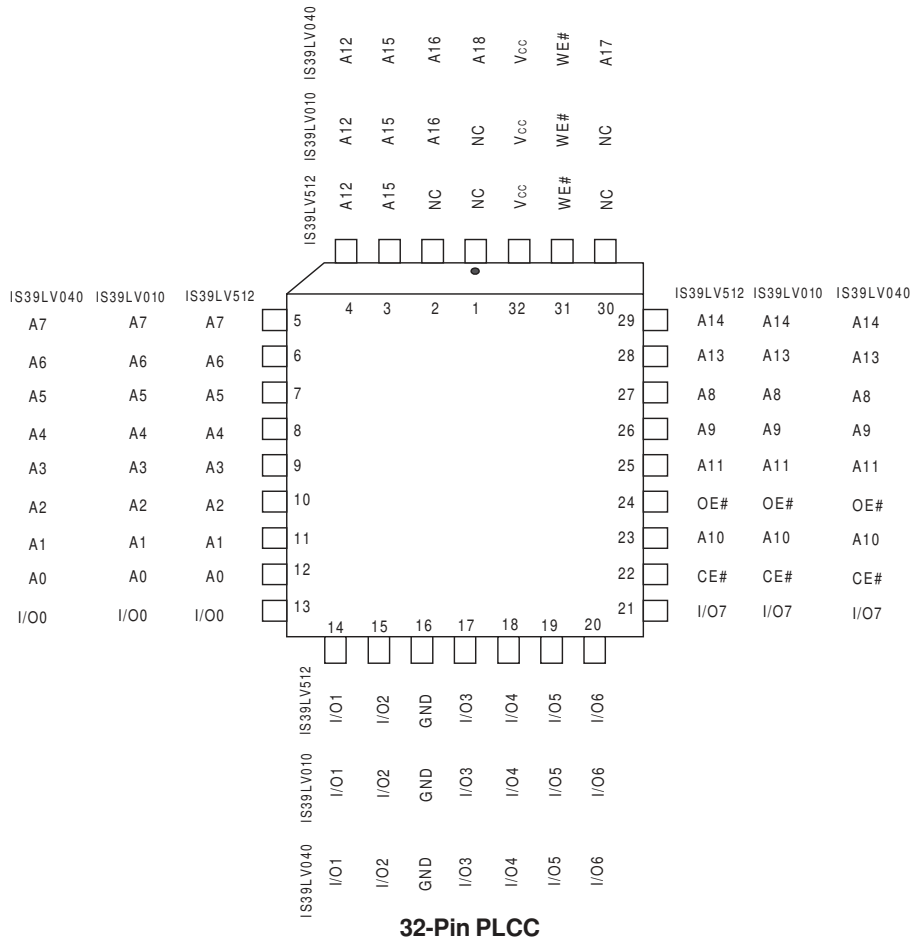 IS39LV040 A12 A15 A16 A18 Vcc WE# A17
IS39LV010 A12 A15 A16 NC Vcc WE# NC
IS39LV512 A12 A15 NC NC Vcc WE# NC
4 3 2 1 32 31 30
IS39LV040 IS39LV010 IS39LV512 IS39LV512 IS39LV010 IS39LV040
A7 A7 A7 5 29 A14 A14 A14
A6 A6 A6 6 28 A13 A13 A13
A5 A5 A5 7 27 A8 A8 A8
A4 A4 A4 8 26 A9 A9 A9
A3 A3 A3 9 25 A11 A11 A11
A2 A2 A2 10 24 OE# OE# OE#
A1 A1 A1 11 23 A10 A10 A10
A0 A0 A0 12 22 CE# CE# CE#
I/O0 I/O0 I/O0 13 21 I/O7 I/O7 I/O7
14 15 16 17 18 19 20
IS39LV512 I/O1 I/O2 GND I/O3 I/O4 I/O5 I/O6
IS39LV010 I/O1 I/O2 GND I/O3 I/O4 I/O5 I/O6
IS39LV040 I/O1 I/O2 GND I/O3 I/O4 I/O5 I/O6
32-Pin PLCC